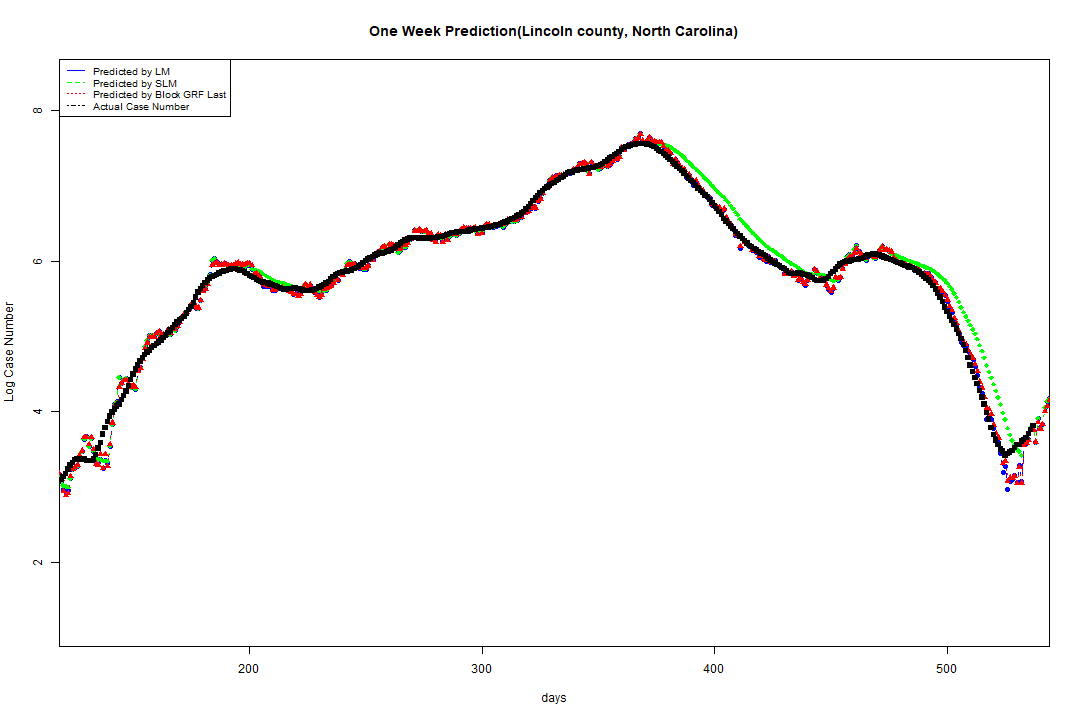 One Week Prediction(Lincoln county, North Carolina)
Predicted by LM
Predicted by SLM
Predicted by Block GRF Last
Actual Case Number
Log Case Number
8
6
4
2
200 300 400 500
days